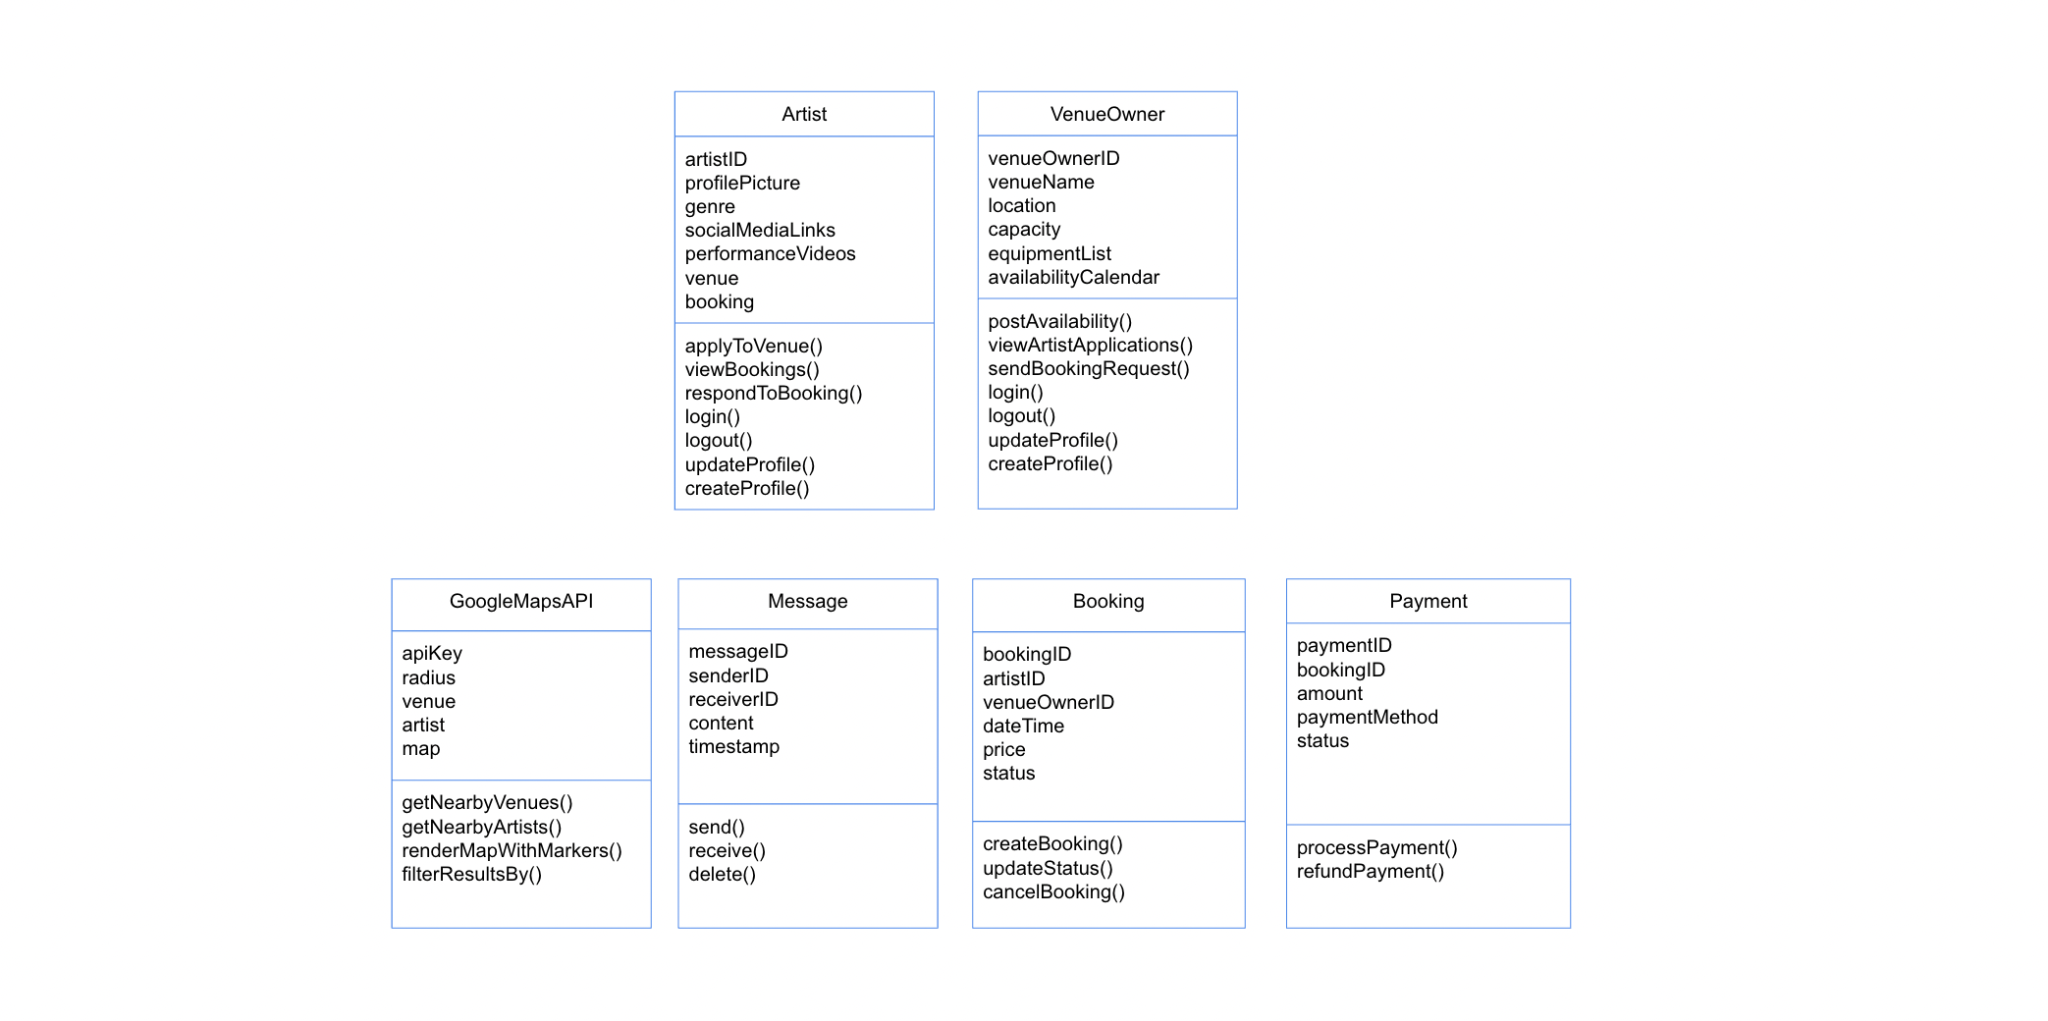 Artist
artistID
profilePicture
genre
socialMediaLinks
performanceVideos
venue
booking
applyToVenue()
viewBookings()
respondToBooking()
login()
logout()
updateProfile()
createProfile()
VenueOwner
venueOwnerID
venueName
location
capacity
equipmentList
availabilityCalendar
postAvailability()
viewArtistApplications()
sendBookingRequest()
login()
logout()
updateProfile()
createProfile()
GoogleMapsAPI
apiKey
radius
venue
artist
map
getNearbyVenues()
getNearbyArtists()
renderMapWithMarkers()
filterResultsBy()
Message
messageID
senderID
receiverID
content
timestamp
send()
receive()
delete()
Booking
bookingID
artistID
venueOwnerID
dateTime
price
status
createBooking()
updateStatus()
cancelBooking()
Payment
paymentID
bookingID
amount
paymentMethod
status
processPayment()
refundPayment()